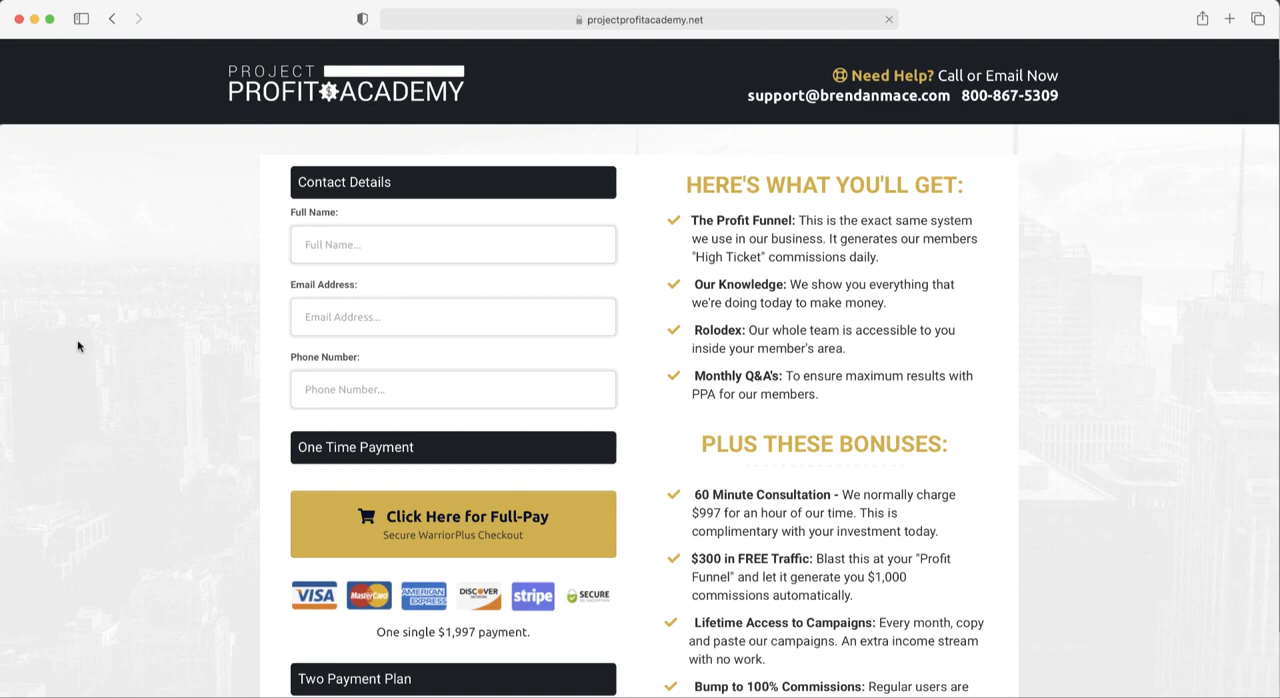 projectprofitacademy.net
PROJECT
PROFIT ACADEMY
Need Help? Call or Email Now
support@brendanmace.com 800-867-5309
Contact Details
Full Name:
Full Name...
Email Address:
Email Address...
Phone Number:
Phone Number...
One Time Payment
Click Here for Full-Pay
Secure WarriorPlus Checkout
VISA MasterCard AMERICAN EXPRESS DISCOVER NETWORK stripe SECURE
One single $1,997 payment.
Two Payment Plan
HERE'S WHAT YOU'LL GET:
The Profit Funnel: This is the exact same system
we use in our business. It generates our members
"High Ticket" commissions daily.
Our Knowledge: We show you everything that
we're doing today to make money.
Rolodex: Our whole team is accessible to you
inside your member's area.
Monthly Q&A's: To ensure maximum results with
PPA for our members.
PLUS THESE BONUSES:
60 Minute Consultation - We normally charge
$997 for an hour of our time. This is
complimentary with your investment today.
$300 in FREE Traffic: Blast this at your "Profit
Funnel" and let it generate you $1,000
commissions automatically.
Lifetime Access to Campaigns: Every month, copy
and paste our campaigns. An extra income stream
with no work.
Bump to 100% Commissions: Regular users are